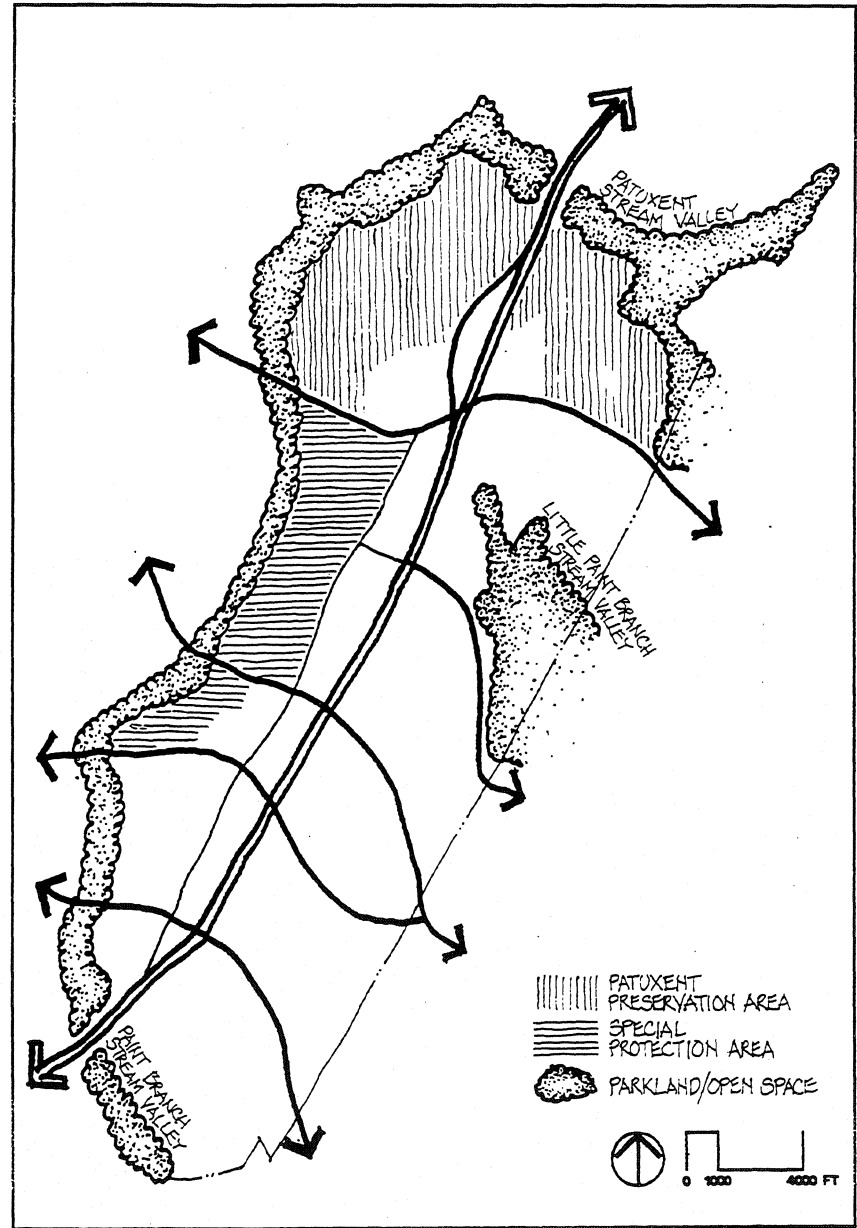 PATUXENT
STREAM VALLEY
LITTLE PAINT BRANCH
STREAM VALLEY
PAINT BRANCH
STREAM VALLEY
PATUXENT
PRESERVATION AREA
SPECIAL
PROTECTION AREA
PARKLAND/OPEN SPACE
0 1000 4000 FT